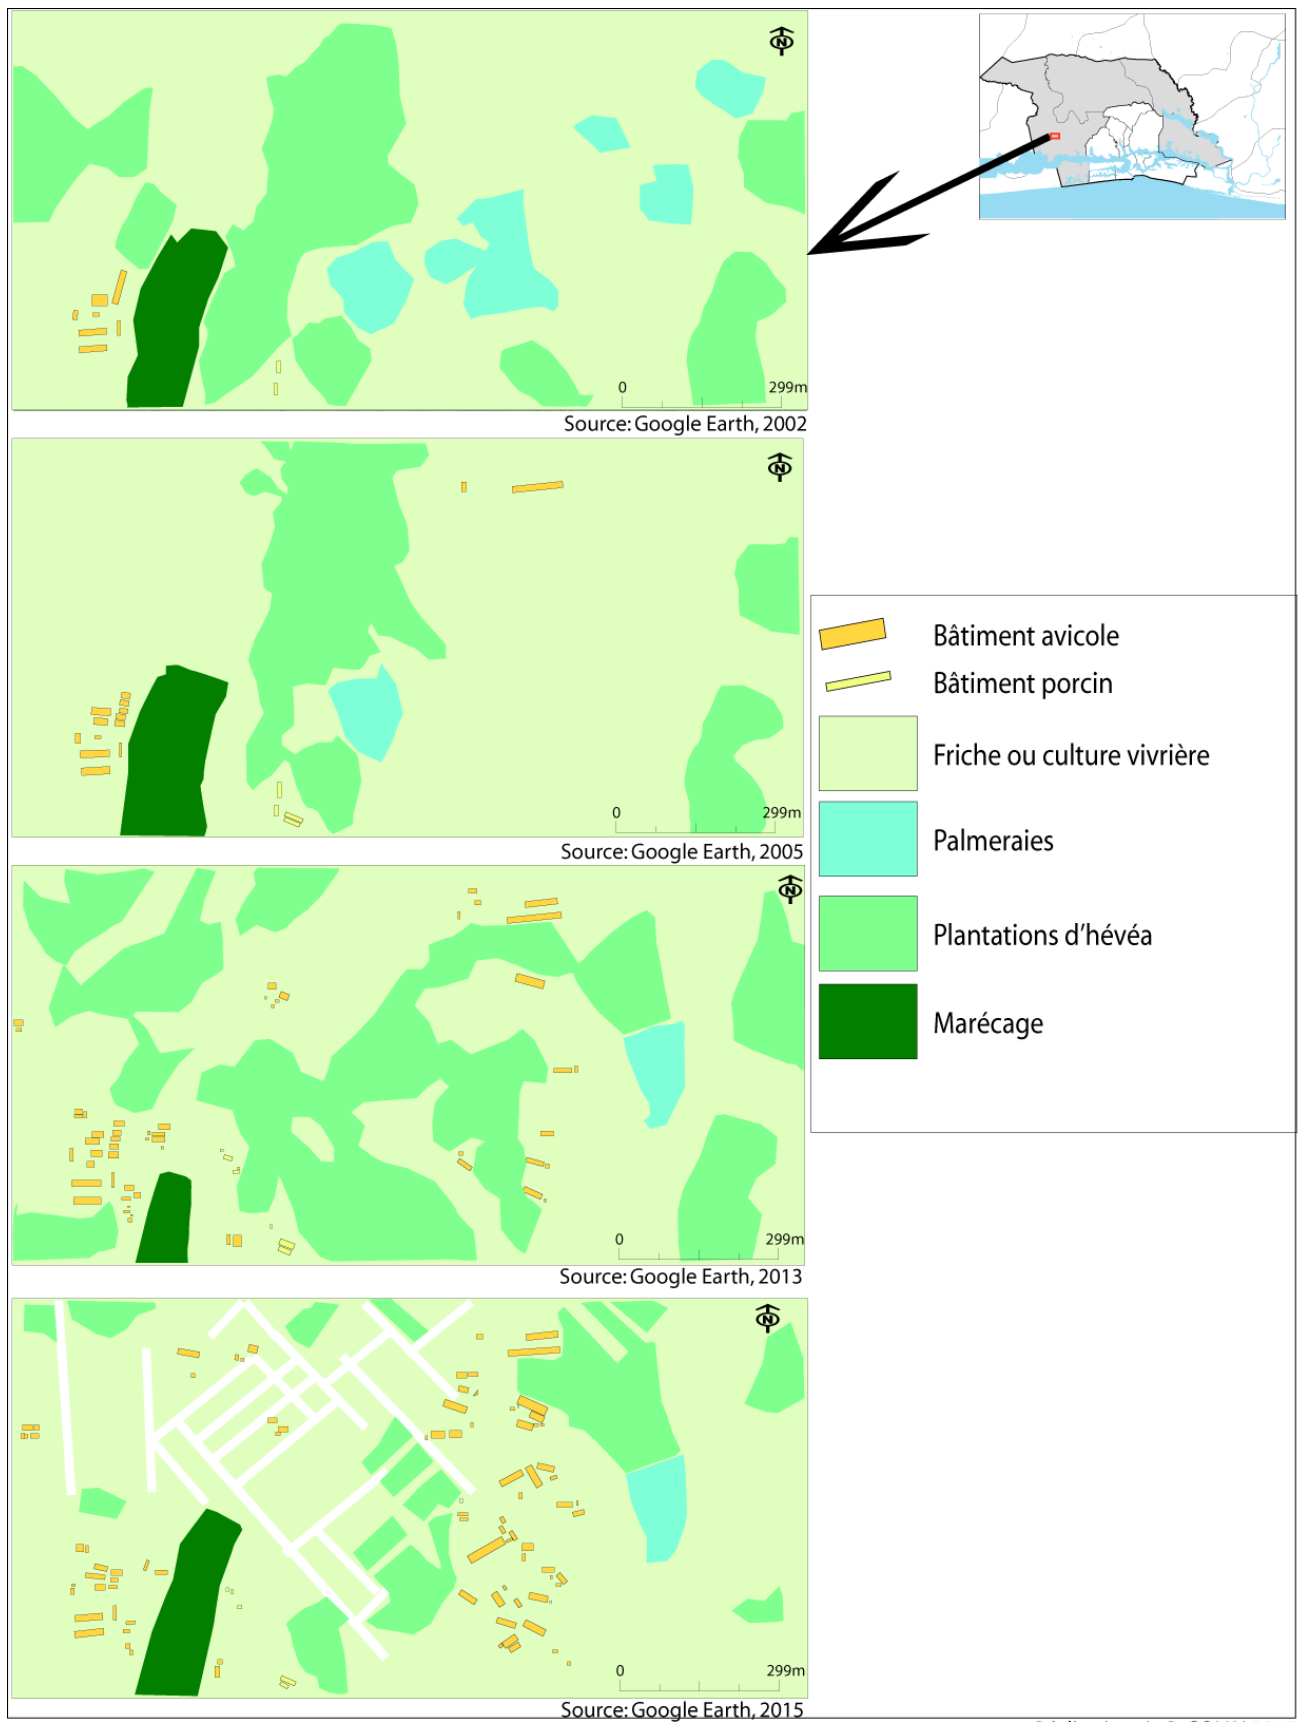 N
0 299m
Source: Google Earth, 2002
N
0 299m
Source: Google Earth, 2005
N
0 299m
Source: Google Earth, 2013
N
0 299m
Source: Google Earth, 2015
Bâtiment avicole
Bâtiment porcin
Friche ou culture vivrière
Palmeraies
Plantations d'hévéa
Marécage